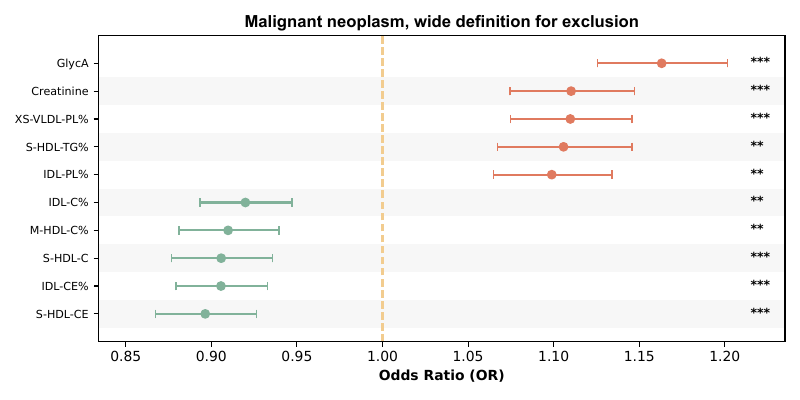 Malignant neoplasm, wide definition for exclusion
GlycA ***
Creatinine ***
XS-VLDL-PL% ***
S-HDL-TG% **
IDL-PL% **
IDL-C% **
M-HDL-C% **
S-HDL-C ***
IDL-CE% ***
S-HDL-CE ***
0.85 0.90 0.95 1.00 1.05 1.10 1.15 1.20
Odds Ratio (OR)